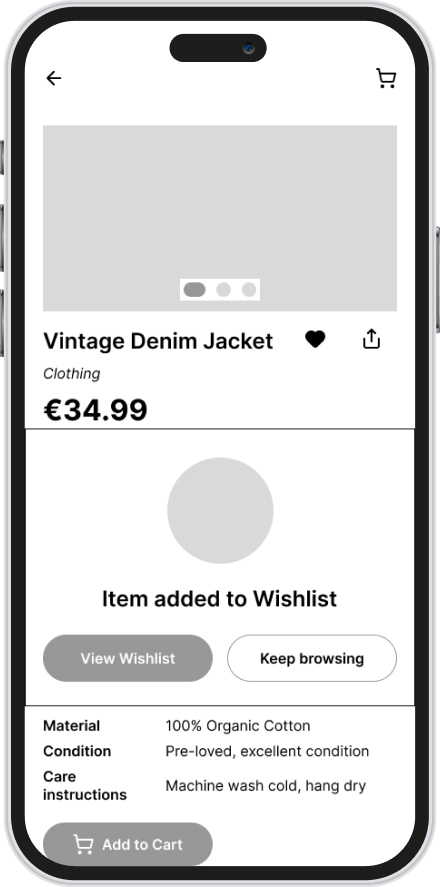 Vintage Denim Jacket
Clothing
€34.99
Item added to Wishlist
View Wishlist
Keep browsing
Material 100% Organic Cotton
Condition Pre-loved, excellent condition
Care
instructions Machine wash cold, hang dry
Add to Cart